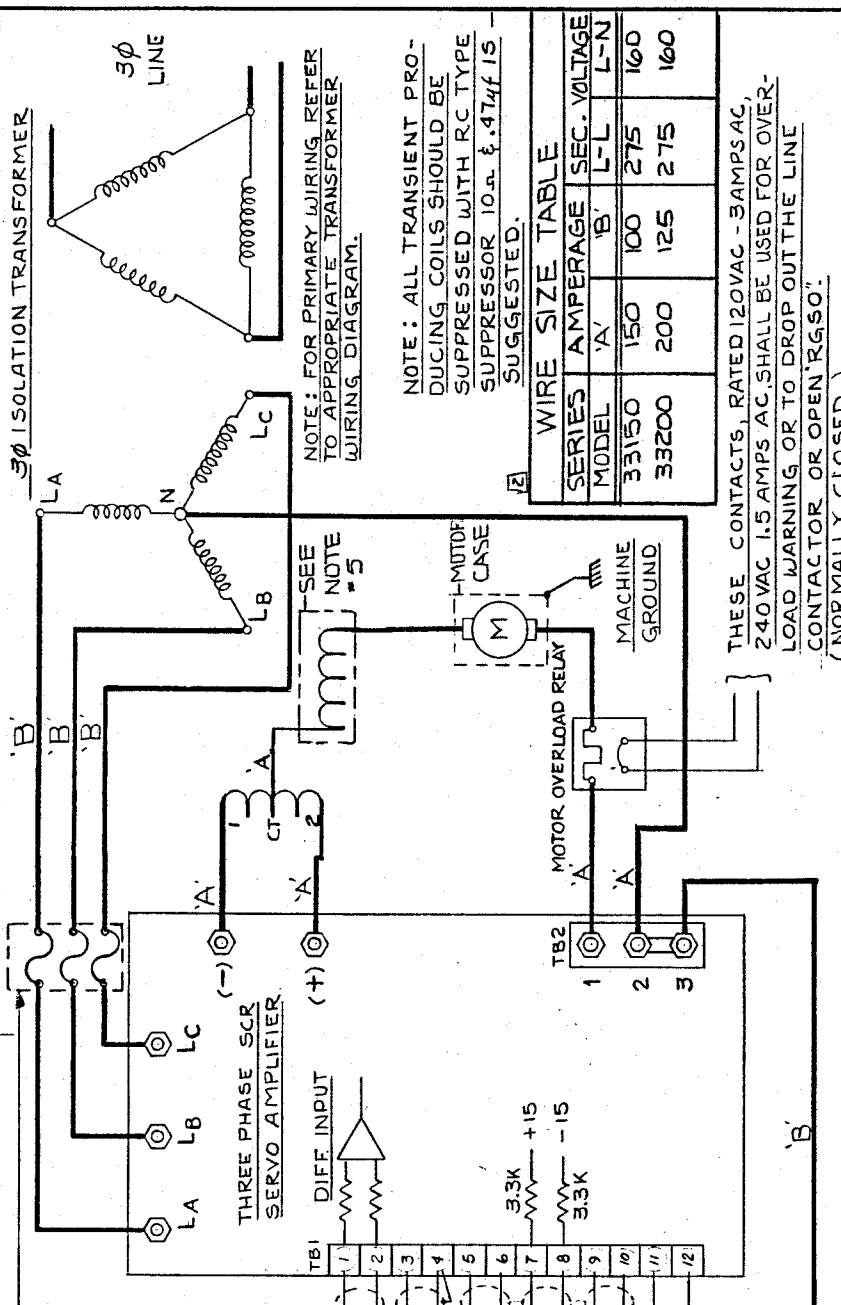 3Ø ISOLATION TRANSFORMER
3Ø
LINE
LA
N
LB
LC
NOTE: FOR PRIMARY WIRING REFER
TO APPROPRIATE TRANSFORMER
WIRING DIAGRAM.
NOTE: ALL TRANSIENT PRO-
DUCING COILS SHOULD BE
SUPPRESSED WITH RC TYPE
SUPPRESSOR 10Ω & .47µf IS
SUGGESTED.
12
WIRE SIZE TABLE
SERIES AMPERAGE SEC. VOLTAGE
MODEL 'A' 'B' L-L L-N
33150 150 100 275 160
33200 200 125 275 160
THESE CONTACTS, RATED 120VAC - 3AMPS AC,
240VAC 1.5 AMPS AC, SHALL BE USED FOR OVER-
LOAD WARNING OR TO DROP OUT THE LINE
CONTACTOR OR OPEN "RGSO".
(NORMALLY CLOSED)
'B'
'B'
'B'
SEE
NOTE
#5
MOTOR
CASE
M
MACHINE
GROUND
MOTOR OVERLOAD RELAY
'A'
1
CT
2
'A'
'A'
'A'
'A'
(-)
(+)
TB2
1
2
3
LA
LB
LC
THREE PHASE SCR
SERVO AMPLIFIER
DIFF. INPUT
3.3K
+15
-15
3.3K
TB1
1
2
3
4
5
6
7
8
9
10
11
12
'B'